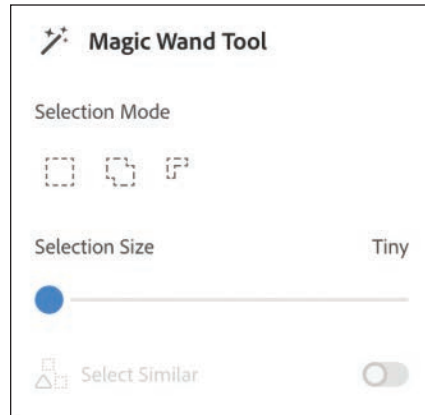 Magic Wand Tool
Selection Mode
Selection Size Tiny
Select Similar